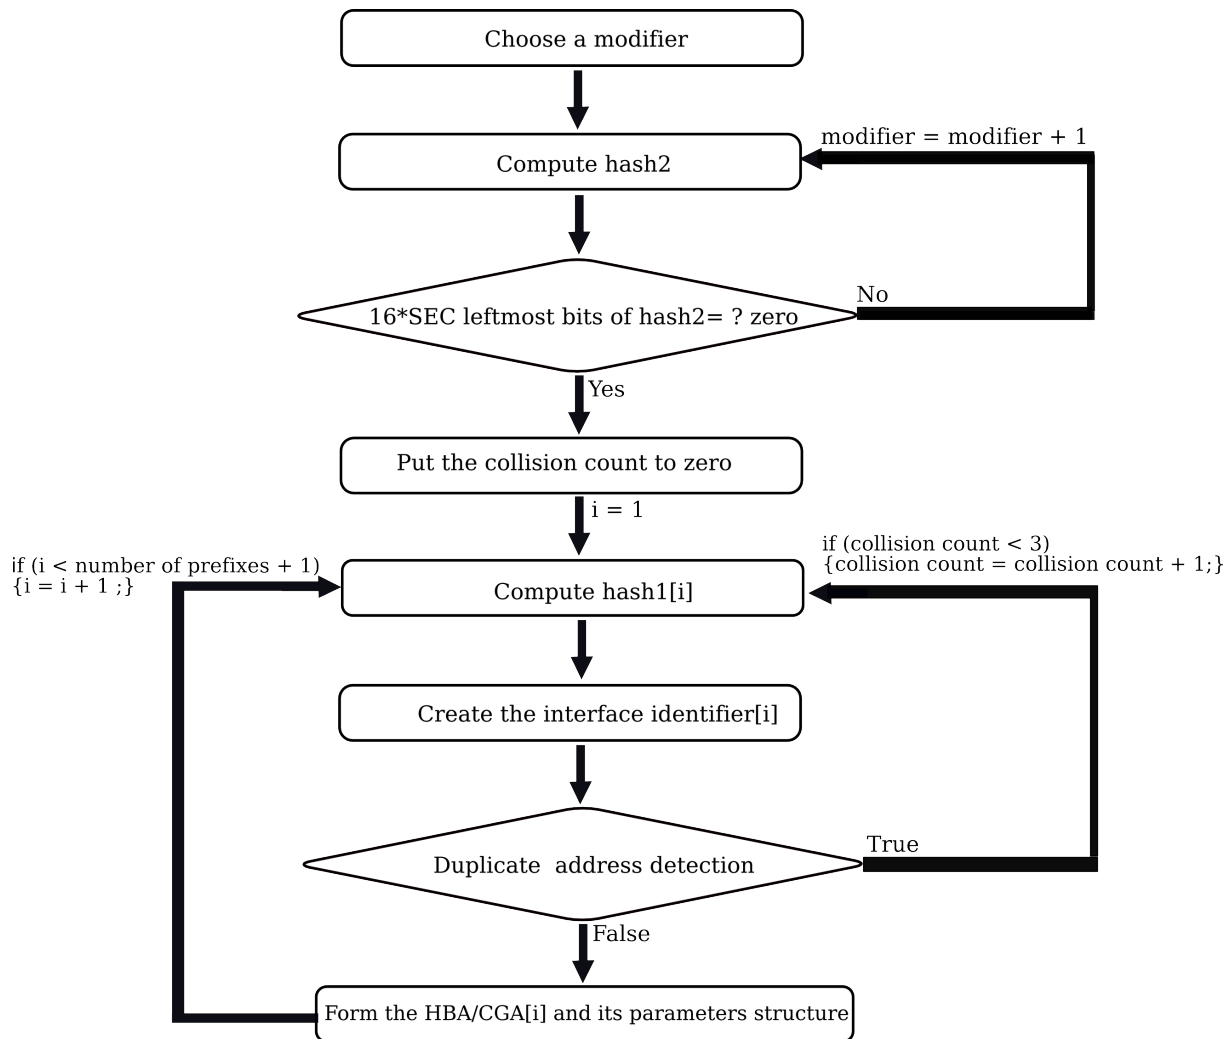 Choose a modifier
modifier = modifier + 1
Compute hash2
No
16*SEC leftmost bits of hash2= ? zero
Yes
Put the collision count to zero
i = 1
if (collision count < 3)
{collision count = collision count + 1;}
if (i < number of prefixes + 1)
{i = i + 1 ;}
Compute hash1[i]
Create the interface identifier[i]
True
Duplicate  address detection
False
Form the HBA/CGA[i] and its parameters structure